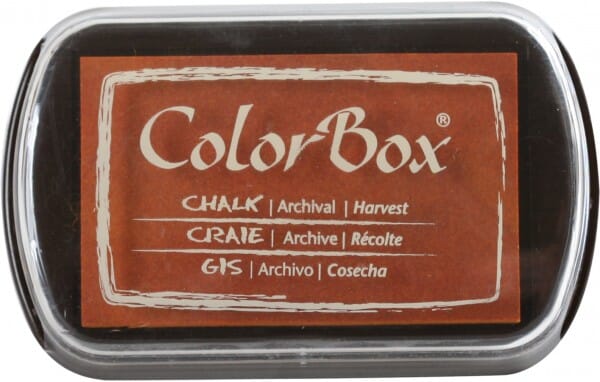 ColorBox®
CHALK | Archival | Harvest
CRAIE | Archive | Récolte
GIS | Archivo | Cosecha